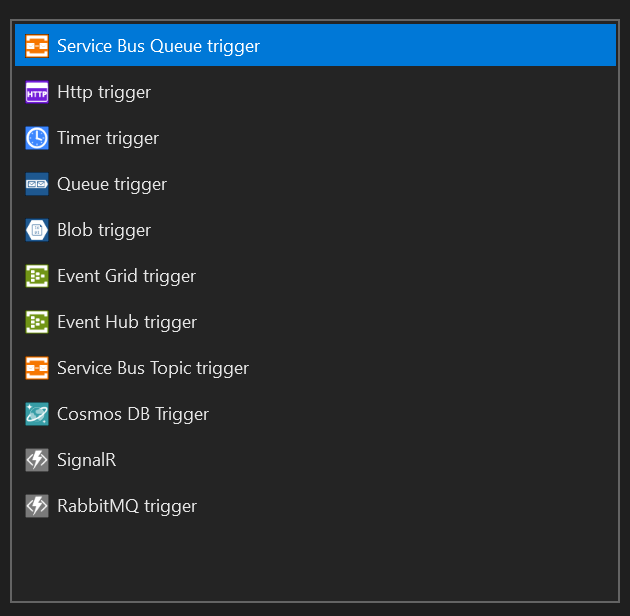 Service Bus Queue trigger
HTTP Http trigger
Timer trigger
Queue trigger
Blob trigger
Event Grid trigger
Event Hub trigger
Service Bus Topic trigger
Cosmos DB Trigger
SignalR
RabbitMQ trigger